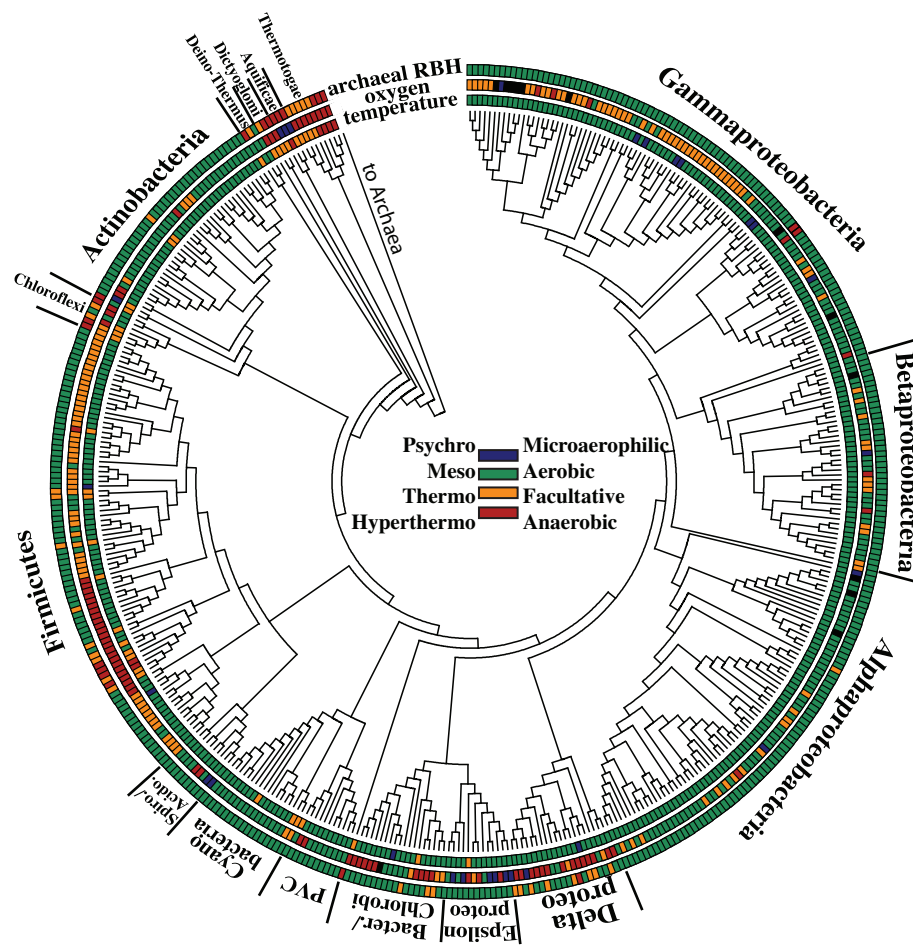 Thermotogae
Aquificae
Dictyoglomi
Deino-Thermus
archaeal RBH
oxygen
temperature
to Archaea
Gammaproteobacteria
Betaproteobacteria
Alphaproteobacteria
Delta
proteo
Epsilon
proteo
Bacter./
Chlorobi
PVC
Cyano
bacteria
Spiro./
Acido.
Firmicutes
Chloroflexi
Actinobacteria
Psychro Microaerophilic
Meso Aerobic
Thermo Facultative
Hyperthermo Anaerobic